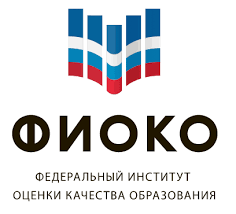 ФИОКО
ФЕДЕРАЛЬНЫЙ ИНСТИТУТ
ОЦЕНКИ КАЧЕСТВА ОБРАЗОВАНИЯ